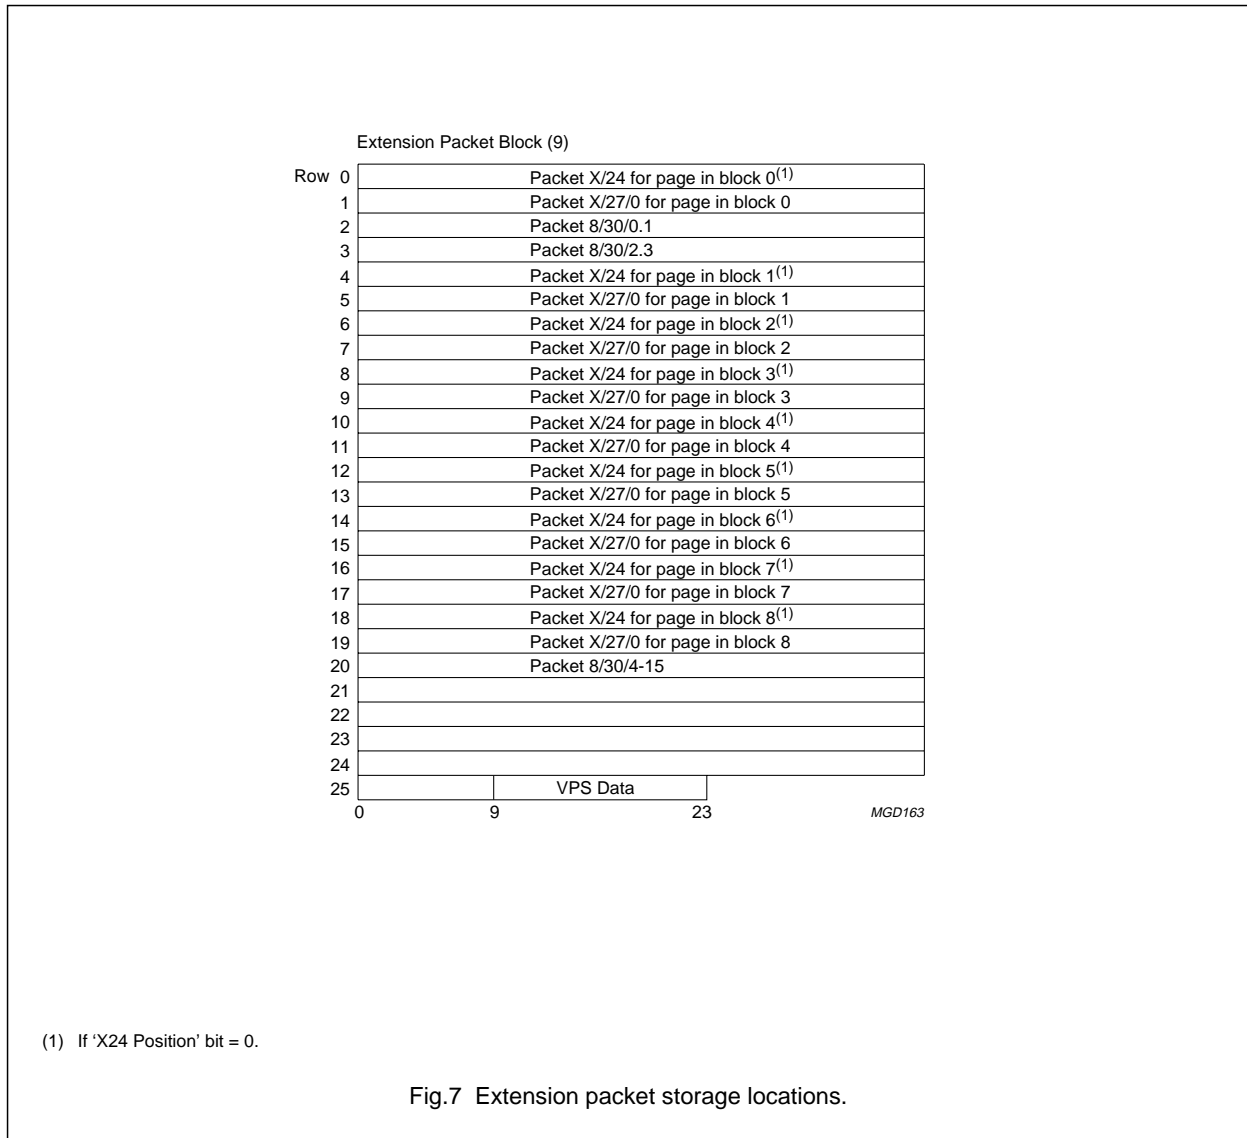 Extension Packet Block (9)
Row 0 Packet X/24 for page in block 0(1)
1 Packet X/27/0 for page in block 0
2 Packet 8/30/0.1
3 Packet 8/30/2.3
4 Packet X/24 for page in block 1(1)
5 Packet X/27/0 for page in block 1
6 Packet X/24 for page in block 2(1)
7 Packet X/27/0 for page in block 2
8 Packet X/24 for page in block 3(1)
9 Packet X/27/0 for page in block 3
10 Packet X/24 for page in block 4(1)
11 Packet X/27/0 for page in block 4
12 Packet X/24 for page in block 5(1)
13 Packet X/27/0 for page in block 5
14 Packet X/24 for page in block 6(1)
15 Packet X/27/0 for page in block 6
16 Packet X/24 for page in block 7(1)
17 Packet X/27/0 for page in block 7
18 Packet X/24 for page in block 8(1)
19 Packet X/27/0 for page in block 8
20 Packet 8/30/4-15
21
22
23
24
25 VPS Data
0 9 23 MGD163
(1) If ‘X24 Position’ bit = 0.
Fig.7 Extension packet storage locations.